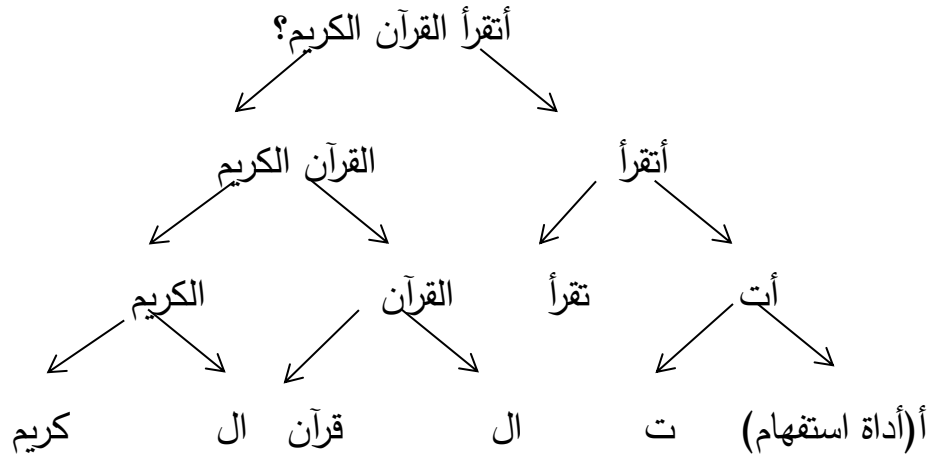 أتقرأ القرآن الكريم؟
أتقرأ القرآن الكريم
أت تقرأ القرآن الكريم
أ(أداة استفهام) ت ال قرآن ال كريم